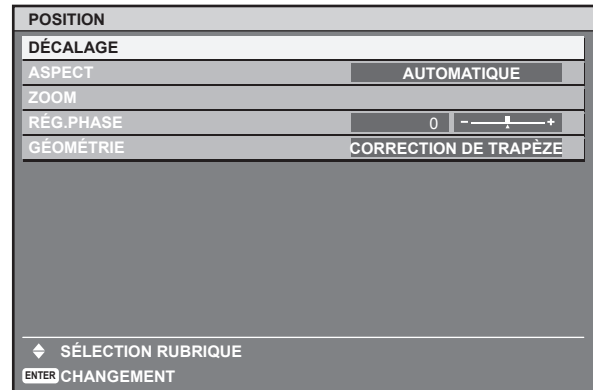 POSITION
DÉCALAGE
ASPECT AUTOMATIQUE
ZOOM
RÉG.PHASE 0 - +
GÉOMÉTRIE CORRECTION DE TRAPÈZE
SÉLECTION RUBRIQUE
ENTER CHANGEMENT